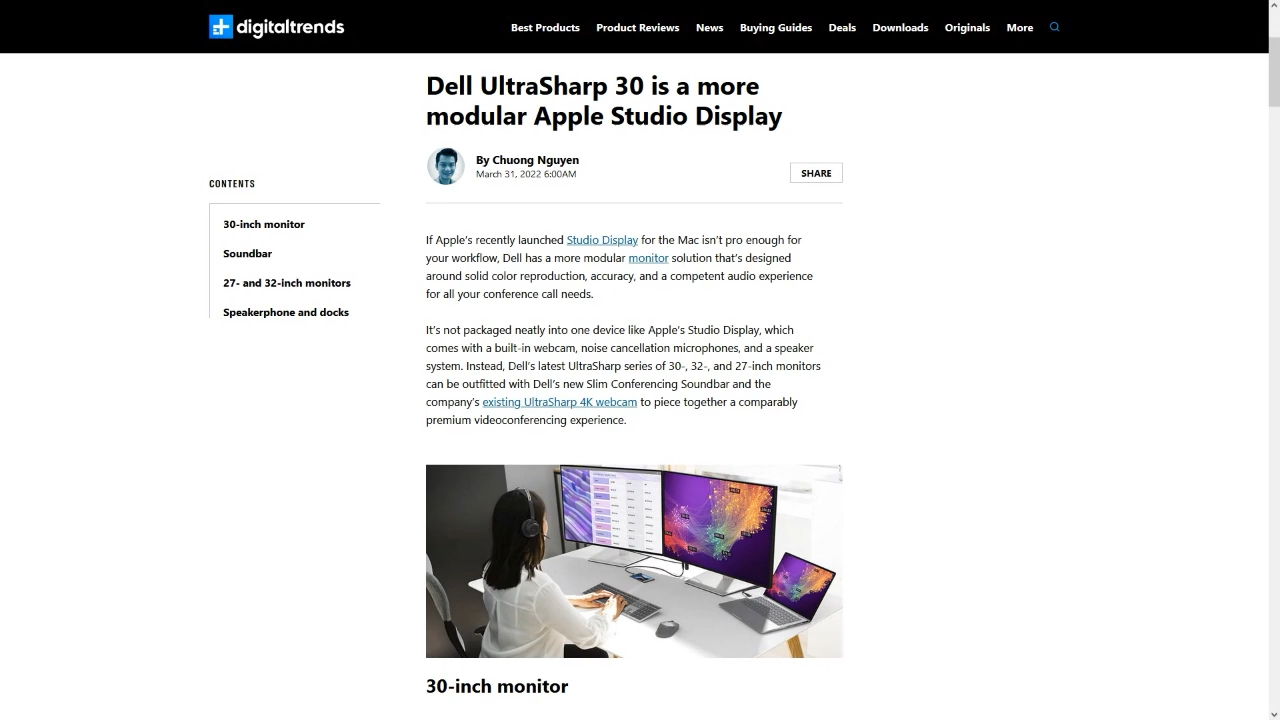 digitaltrends
Best Products
Product Reviews
News
Buying Guides
Deals
Downloads
Originals
More
Dell UltraSharp 30 is a more
modular Apple Studio Display
By Chuong Nguyen
March 31, 2022 6:00AM
SHARE
CONTENTS
30-inch monitor
Soundbar
27- and 32-inch monitors
Speakerphone and docks
If Apple’s recently launched Studio Display for the Mac isn’t pro enough for
your workflow, Dell has a more modular monitor solution that’s designed
around solid color reproduction, accuracy, and a competent audio experience
for all your conference call needs.
It’s not packaged neatly into one device like Apple’s Studio Display, which
comes with a built-in webcam, noise cancellation microphones, and a speaker
system. Instead, Dell’s latest UltraSharp series of 30-, 32-, and 27-inch monitors
can be outfitted with Dell’s new Slim Conferencing Soundbar and the
company’s existing UltraSharp 4K webcam to piece together a comparably
premium videoconferencing experience.
30-inch monitor